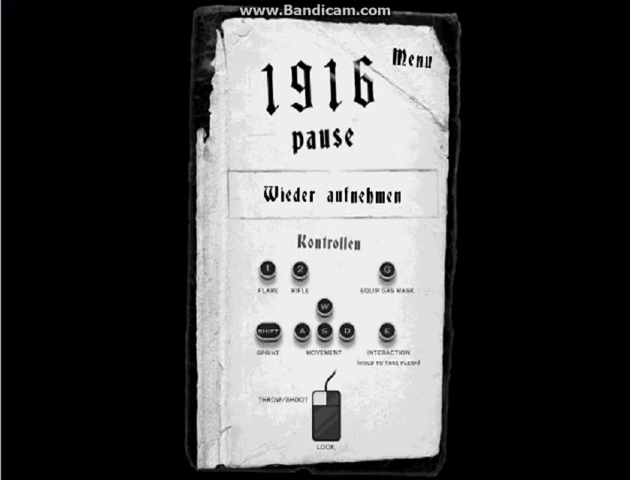 www.Bandicam.com
Menu
1916
pause
Wieder aufnehmen
Kontrollen
1 2 G
FLARE RIFLE EQUIP GAS MASK
W
SHIFT A S D E
SPRINT MOVEMENT INTERACTION
(HOLD TO TAKE FLESH)
THROW/SHOOT
LOOK